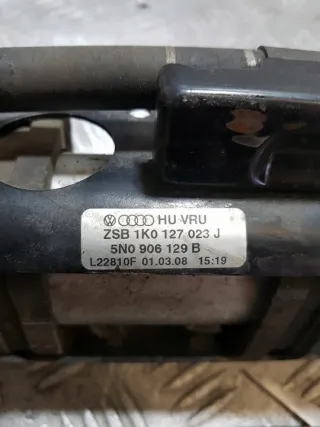 HU VRU
ZSB 1K0 127 023 J
5N0 906 129 B
L22810F 01.03.08 15:19